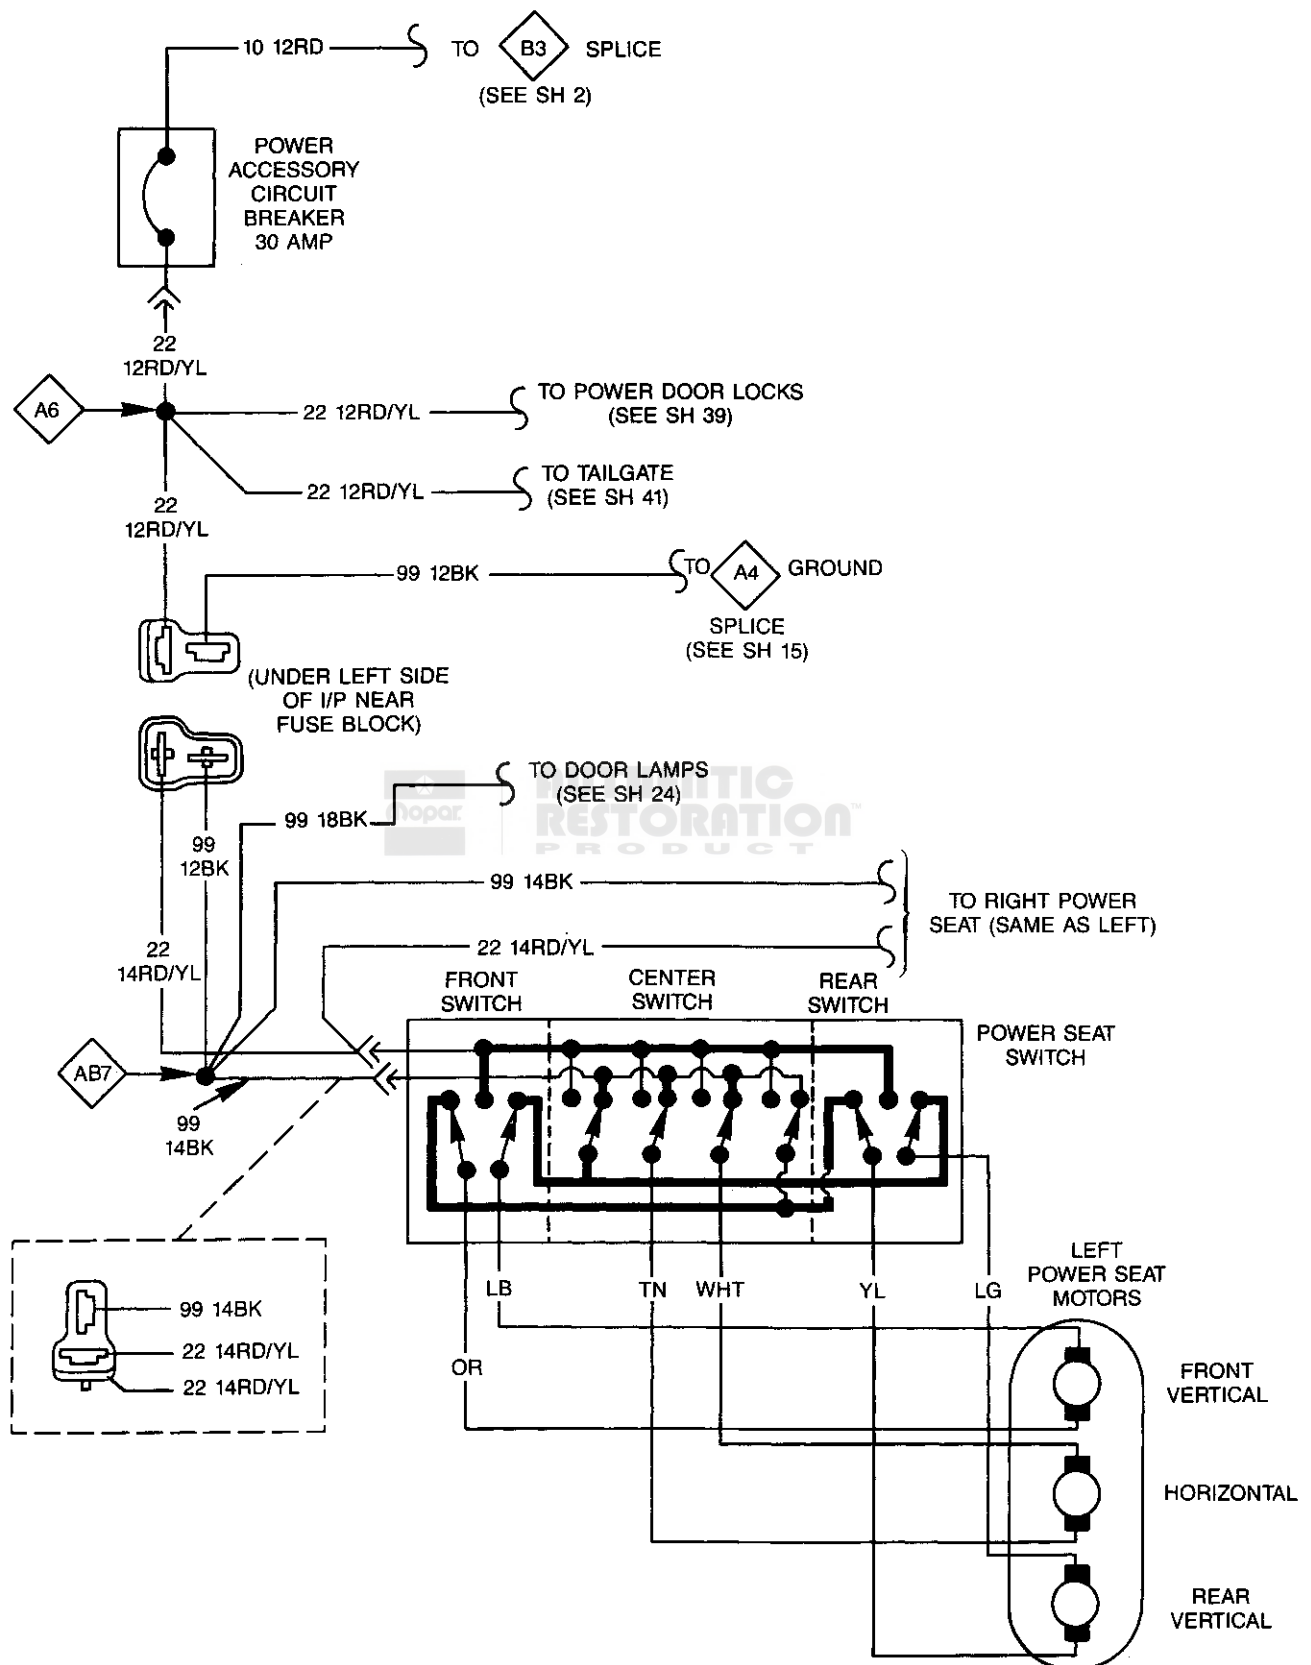 10 12RD
TO B3 SPLICE
(SEE SH 2)
POWER
ACCESSORY
CIRCUIT
BREAKER
30 AMP
22
12RD/YL
A6
22 12RD/YL
TO POWER DOOR LOCKS
(SEE SH 39)
22 12RD/YL
TO TAILGATE
(SEE SH 41)
22
12RD/YL
99 12BK
TO A4 GROUND
SPLICE
(SEE SH 15)
(UNDER LEFT SIDE
OF I/P NEAR
FUSE BLOCK)
TO DOOR LAMPS
(SEE SH 24)
99 18BK
Mopar
AUTHENTIC
RESTORATION™
PRODUCT
99
12BK
99 14BK
TO RIGHT POWER
SEAT (SAME AS LEFT)
22
14RD/YL
22 14RD/YL
FRONT
SWITCH
CENTER
SWITCH
REAR
SWITCH
POWER SEAT
SWITCH
AB7
99
14BK
LB
TN
WHT
YL
LG
LEFT
POWER SEAT
MOTORS
99 14BK
22 14RD/YL
22 14RD/YL
OR
FRONT
VERTICAL
HORIZONTAL
REAR
VERTICAL